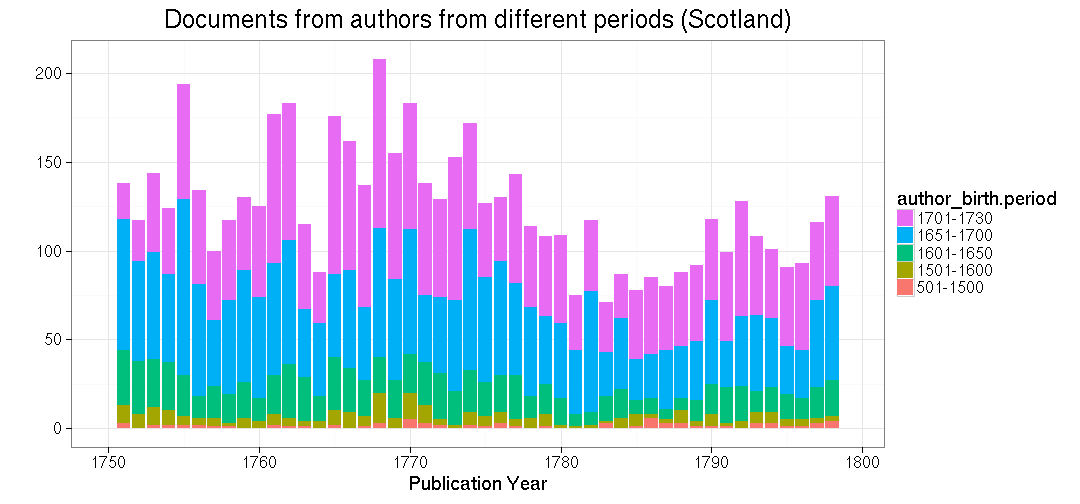 Documents from authors from different periods (Scotland)
200
150
100
50
0
1750 1760 1770 1780 1790 1800
Publication Year
author_birth.period
1701-1730
1651-1700
1601-1650
1501-1600
501-1500